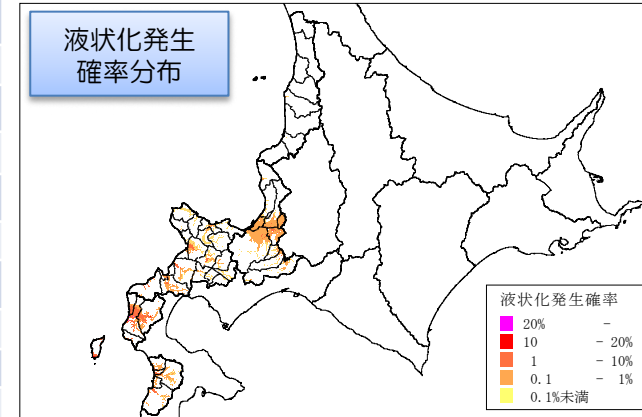 液状化発生
確率分布
液状化発生確率
20% -
10 - 20%
1 - 10%
0.1 - 1%
0.1%未満